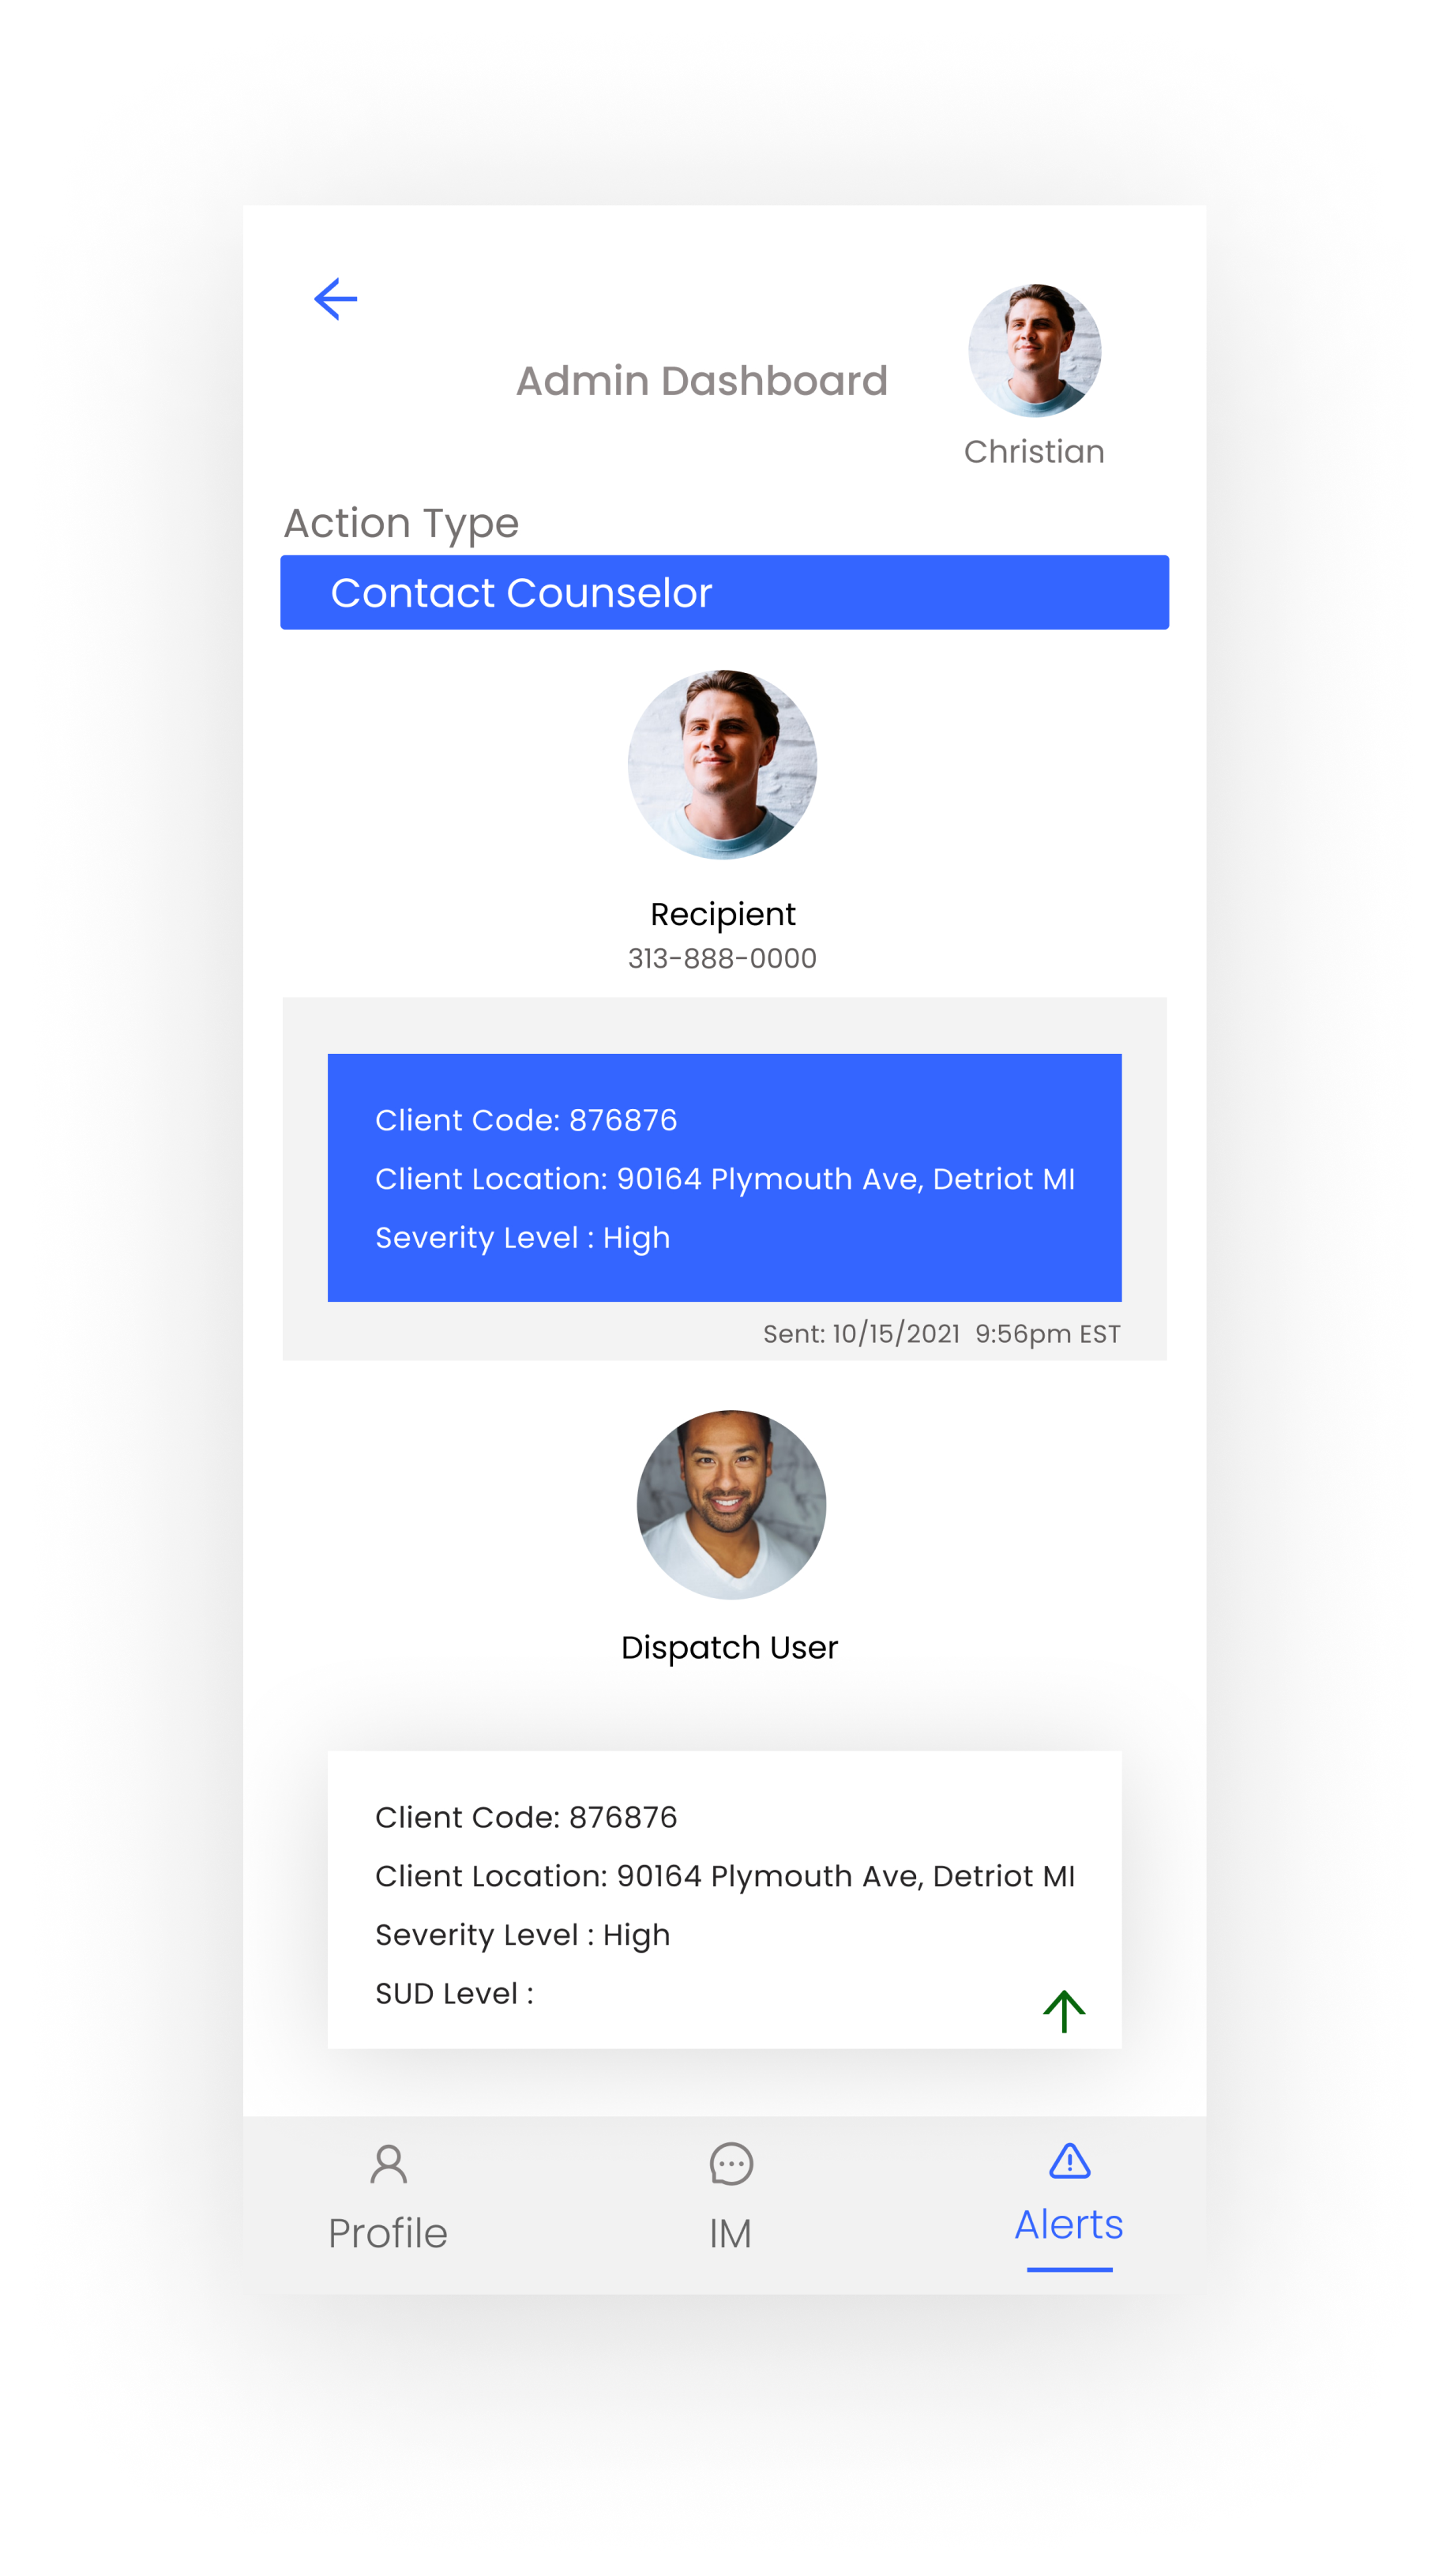 Admin Dashboard
Christian
Action Type
Contact Counselor
Recipient
313-888-0000
Client Code: 876876
Client Location: 90164 Plymouth Ave, Detriot MI
Severity Level : High
Sent: 10/15/2021  9:56pm EST
Dispatch User
Client Code: 876876
Client Location: 90164 Plymouth Ave, Detriot MI
Severity Level : High
SUD Level :
Profile
IM
Alerts